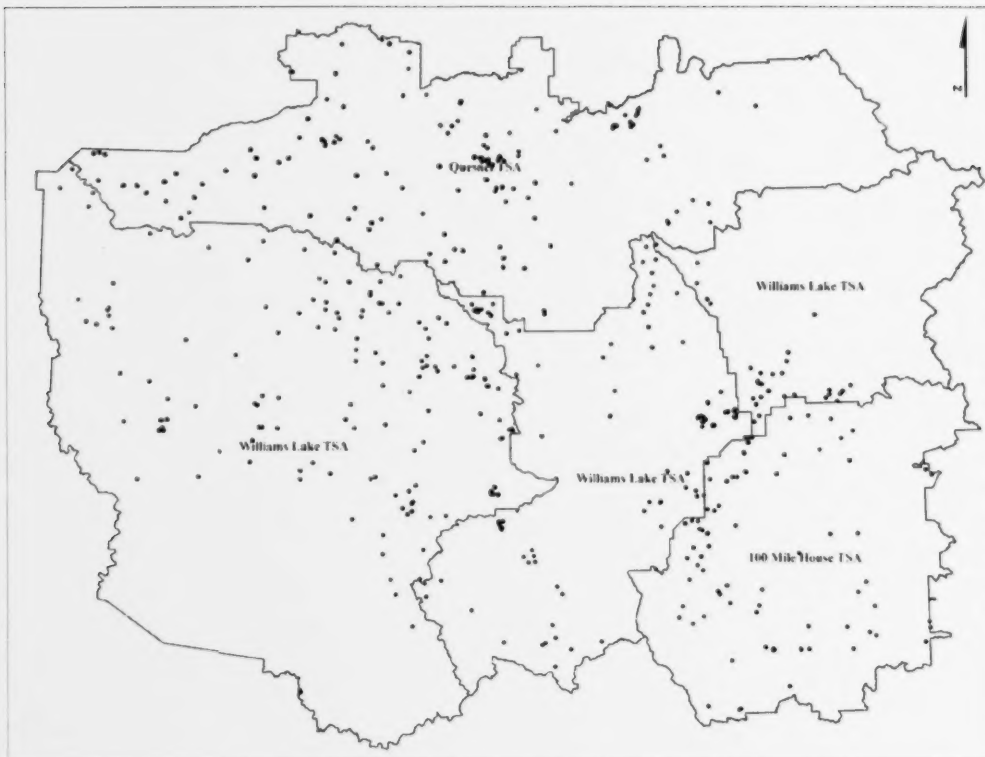 N
Quesnel TSA
Williams Lake TSA
Williams Lake TSA
Williams Lake TSA
100 Mile House TSA